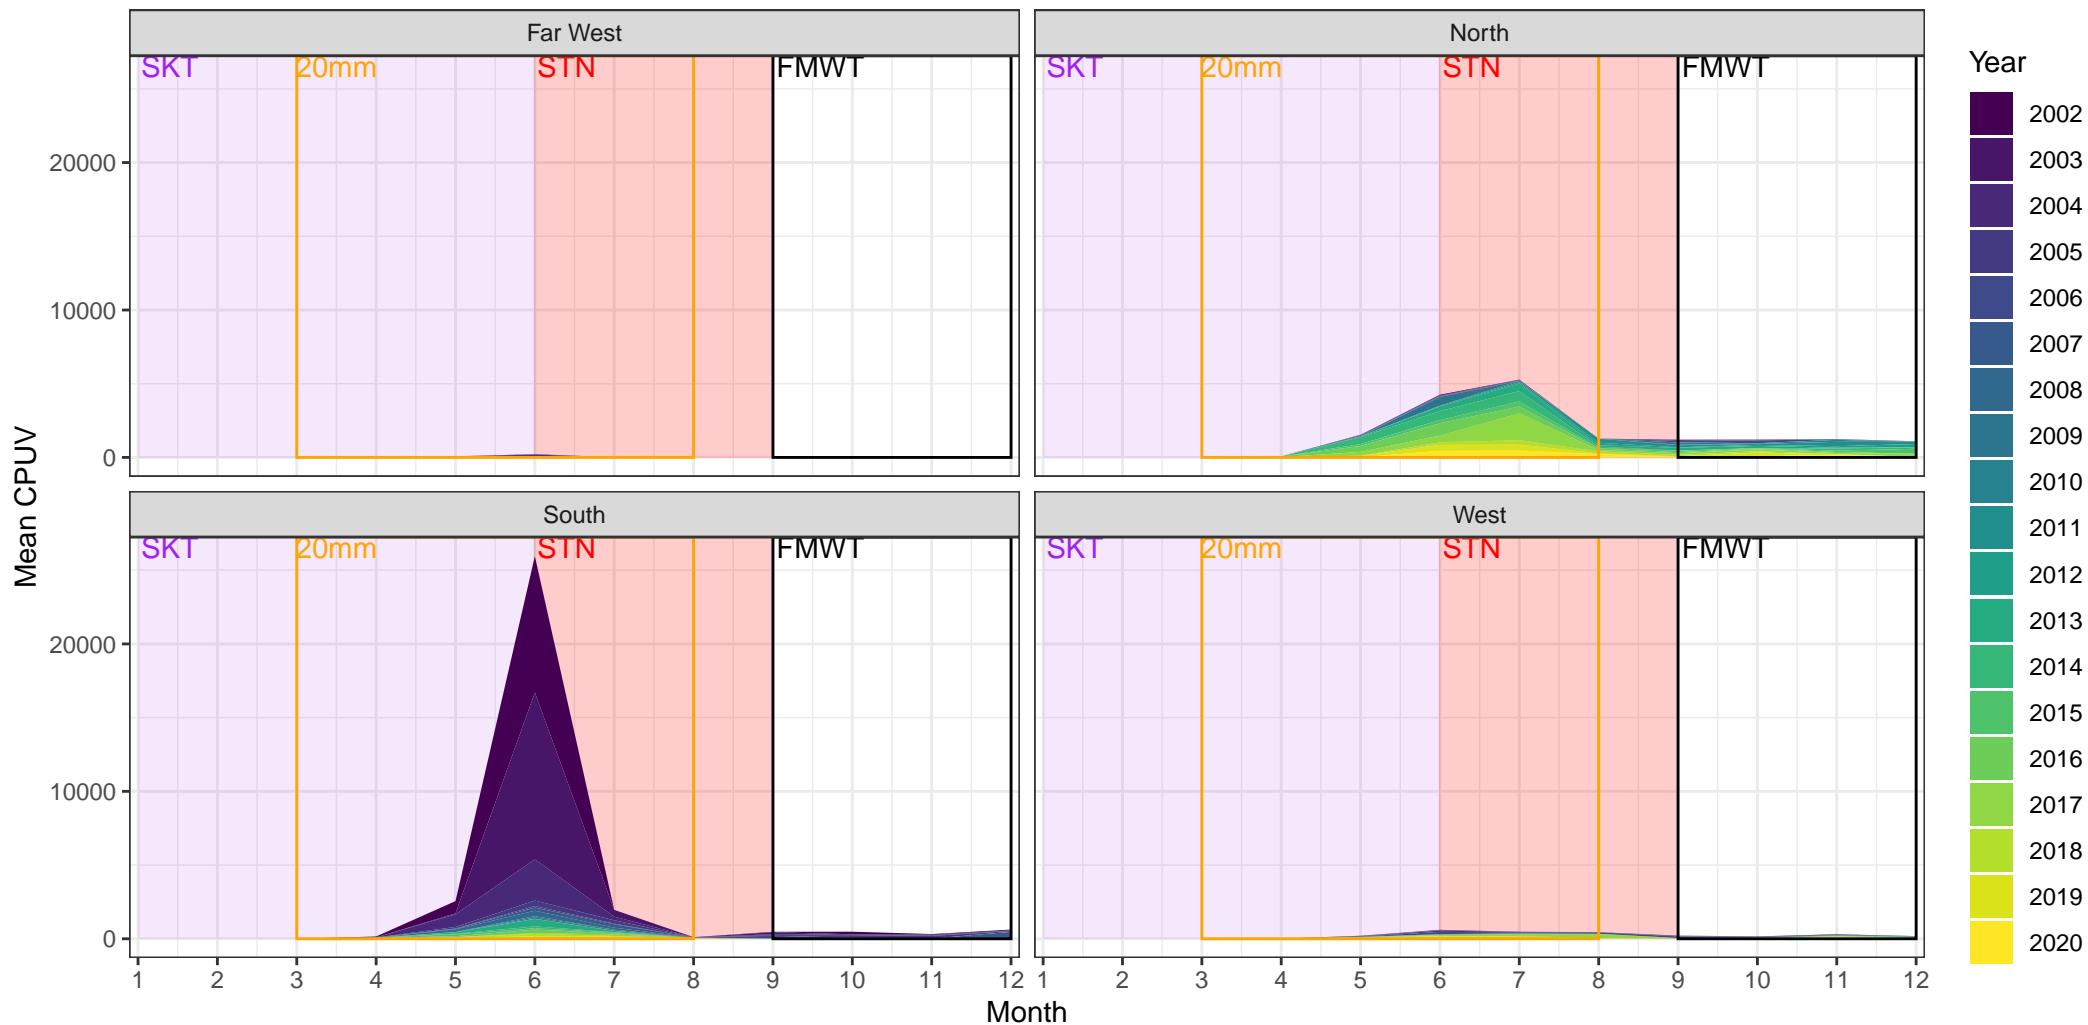 Far West
North
SKT 20mm STN FMWT
SKT 20mm STN FMWT
20000
10000
0
South
West
SKT 20mm STN FMWT
SKT 20mm STN FMWT
20000
10000
0
1 2 3 4 5 6 7 8 9 10 11 12
1 2 3 4 5 6 7 8 9 10 11 12
Month
Mean CPUV
Year
2002
2003
2004
2005
2006
2007
2008
2009
2010
2011
2012
2013
2014
2015
2016
2017
2018
2019
2020